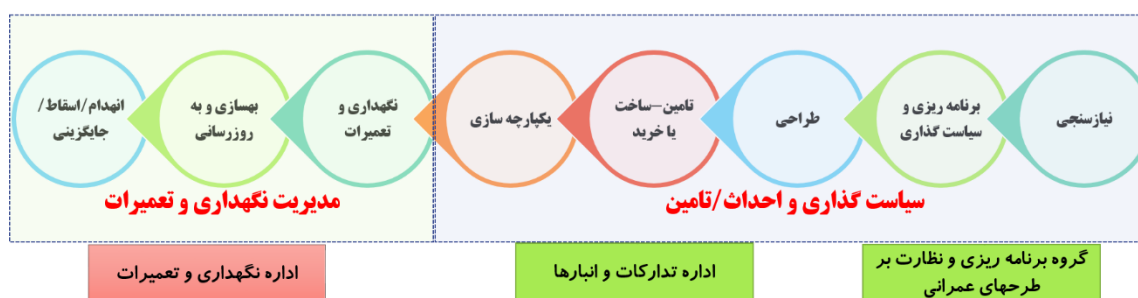 نیازسنجی
برنامه ریزی و
سیاست گذاری
طراحی
تامین-ساخت
یا خرید
یکپارچه سازی
نگهداری و
تعمیرات
بهسازی و به
روزرسانی
انهدام/اسقاط/
جایگزینی
سیاست گذاری و احداث/تامین
مدیریت نگهداری و تعمیرات
گروه برنامه ریزی و نظارت بر
طرحهای عمرانی
اداره تدارکات و انبارها
اداره نگهداری و تعمیرات